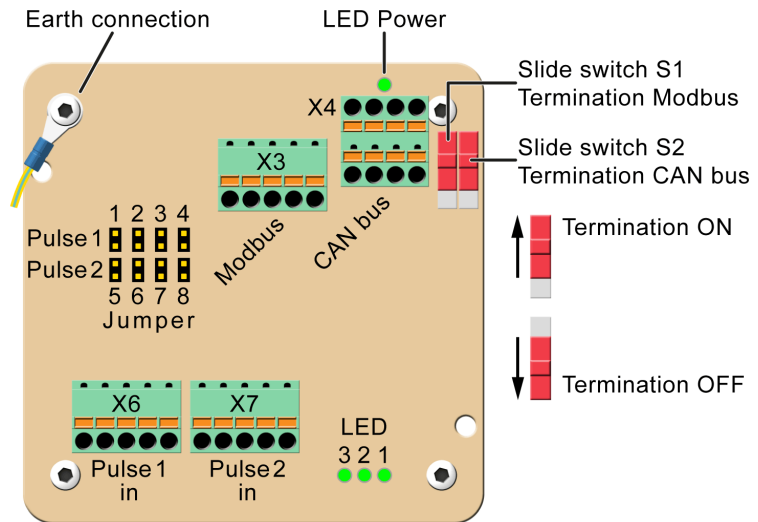 Earth connection
LED Power
Slide switch S1
Termination Modbus
X4
X3
Slide switch S2
Termination CAN bus
1 2 3 4
Pulse 1
Pulse 2
5 6 7 8
Jumper
Modbus
CAN bus
Termination ON
Termination OFF
X6
X7
Pulse 1
in
Pulse 2
in
LED
3 2 1